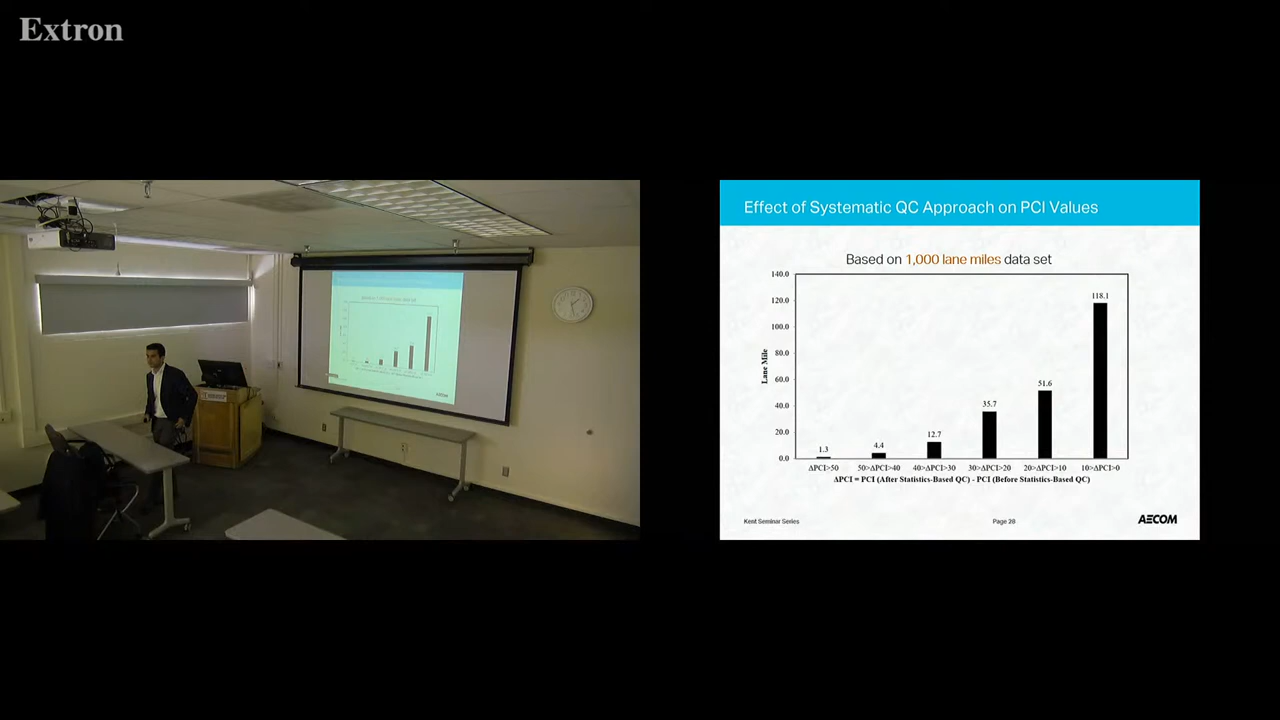 Extron
Effect of Systematic QC Approach on PCI Values
Based on 1,000 lane miles data set
140.0
120.0
100.0
80.0
60.0
40.0
20.0
0.0
Lane Mile
1.3
4.4
12.7
35.7
51.6
118.1
ΔPCI>50
50>ΔPCI>40
40>ΔPCI>30
30>ΔPCI>20
20>ΔPCI>10
10>ΔPCI>0
ΔPCI = PCI (After Statistics-Based QC) - PCI (Before Statistics-Based QC)
Kent Seminar Series
Page 28
AECOM